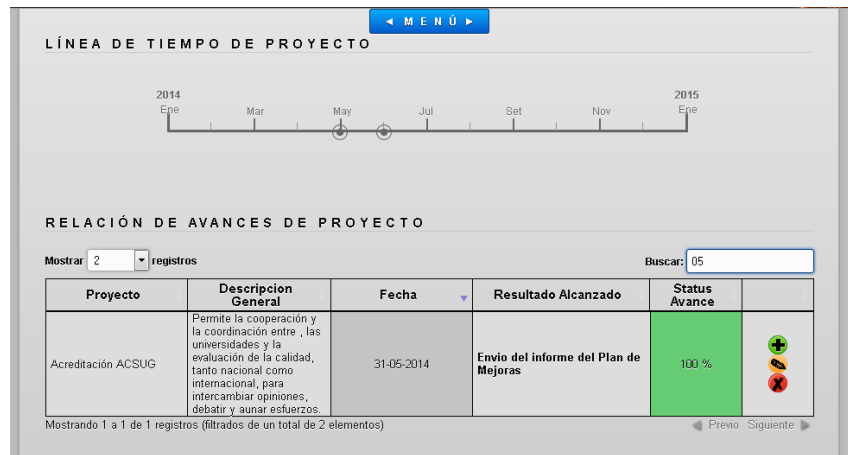 ◄ M E N Ú ►
LÍNEA DE TIEMPO DE PROYECTO
2014
2015
Ene
Mar
May
Jul
Set
Nov
Ene
RELACIÓN DE AVANCES DE PROYECTO
Mostrar 2 registros
Buscar: 05
Proyecto
Descripcion
General
Fecha
Resultado Alcanzado
Status
Avance
Acreditación ACSUG
Permite la cooperación y
la coordinación entre , las
universidades y la
evaluación de la calidad,
tanto nacional como
internacional, para
intercambiar opiniones,
debatir y aunar esfuerzos.
31-05-2014
Envio del informe del Plan de
Mejoras
100 %
Mostrando 1 a 1 de 1 registros (filtrados de un total de 2 elementos)
Previo Siguiente